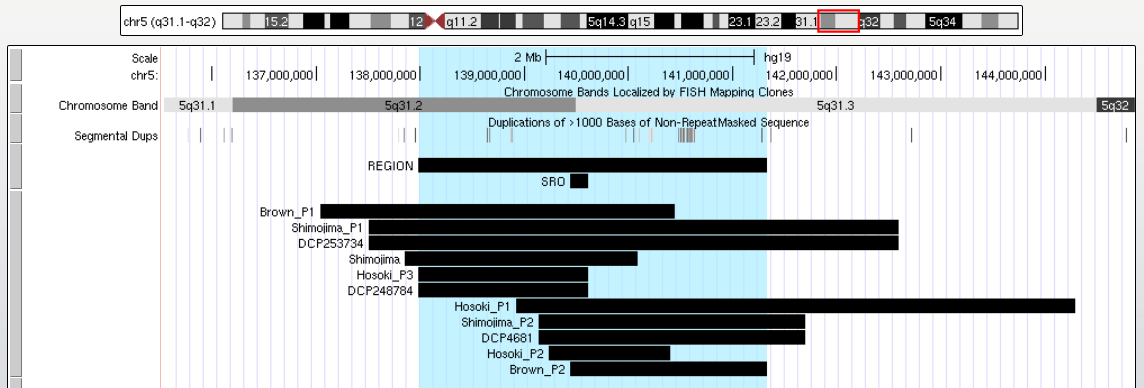 chr5 (q31.1-q32) 15.2 12 q11.2 5q14.3 q15 23.1 23.2 31.1 q32 5q34
Scale 2 Mb hg19
chr5: 137,000,000 138,000,000 139,000,000 140,000,000 141,000,000 142,000,000 143,000,000 144,000,000
Chromosome Bands Localized by FISH Mapping Clones
Chromosome Band 5q31.1 5q31.2 5q31.3 5q32
Duplications of >1000 Bases of Non-RepeatMasked Sequence
Segmental Dups
REGION
SRO
Brown_P1
Shimojima_P1
DCP253734
Shimojima
Hosoki_P3
DCP248784
Hosoki_P1
Shimojima_P2
DCP4681
Hosoki_P2
Brown_P2